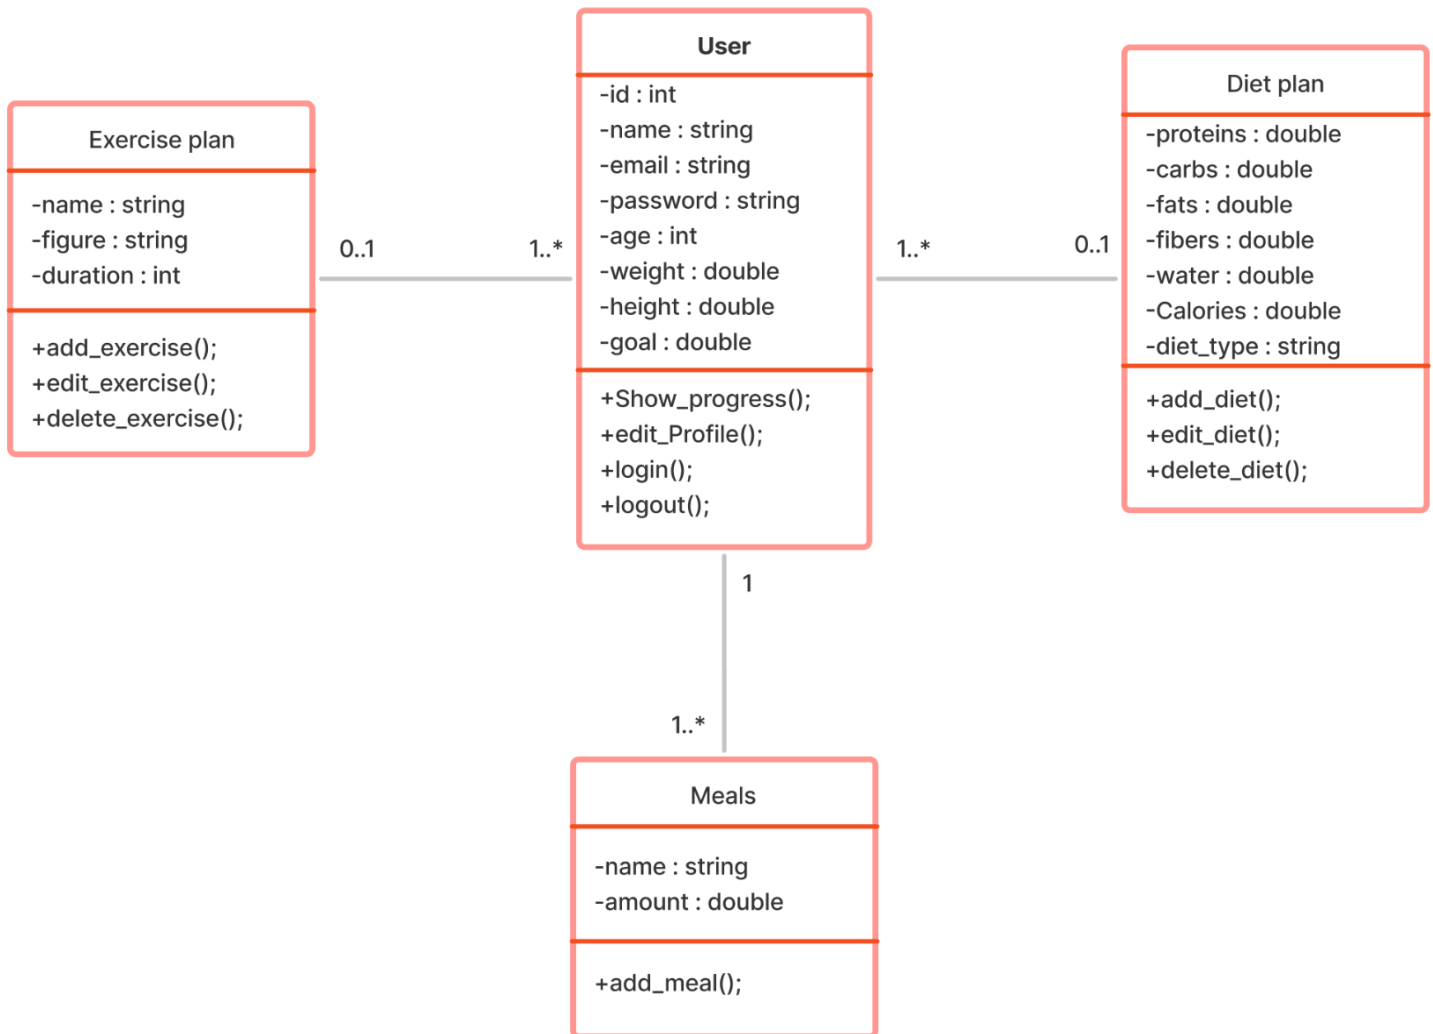 Exercise plan
-name : string
-figure : string
-duration : int
+add_exercise();
+edit_exercise();
+delete_exercise();
0..1
1..*
User
-id : int
-name : string
-email : string
-password : string
-age : int
-weight : double
-height : double
-goal : double
+Show_progress();
+edit_Profile();
+login();
+logout();
1..*
0..1
Diet plan
-proteins : double
-carbs : double
-fats : double
-fibers : double
-water : double
-Calories : double
-diet_type : string
+add_diet();
+edit_diet();
+delete_diet();
1
1..*
Meals
-name : string
-amount : double
+add_meal();